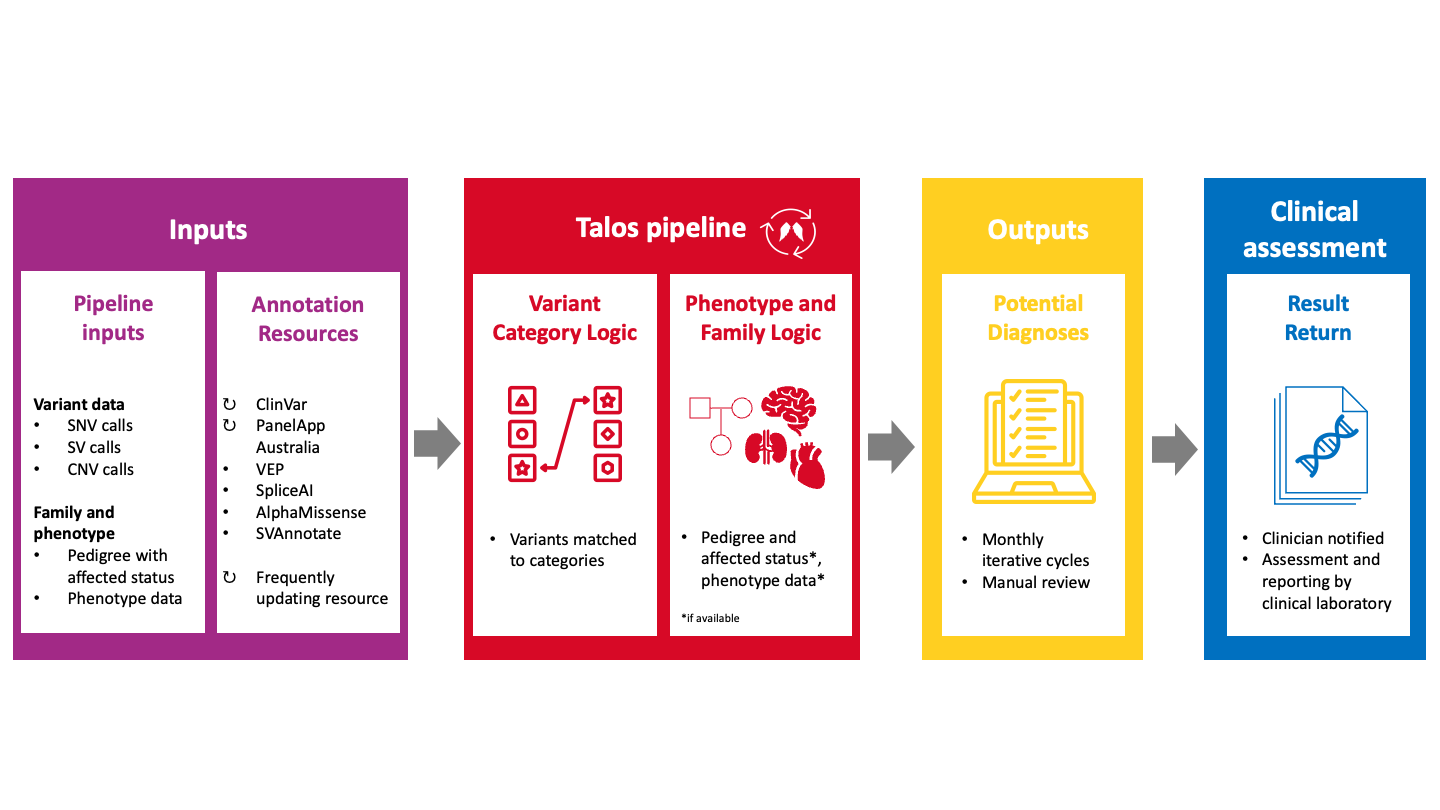 Inputs
Pipeline
inputs
Variant data
• SNV calls
• SV calls
• CNV calls
Family and
phenotype
• Pedigree with
affected status
• Phenotype data
Annotation
Resources
↻ ClinVar
↻ PanelApp
Australia
• VEP
• SpliceAI
• AlphaMissense
• SVAnnotate
↻ Frequently
updating resource
Talos pipeline
Variant
Category Logic
• Variants matched
to categories
Phenotype and
Family Logic
• Pedigree and
affected status*,
phenotype data*
*if available
Outputs
Potential
Diagnoses
• Monthly
iterative cycles
• Manual review
Clinical
assessment
Result
Return
• Clinician notified
• Assessment and
reporting by
clinical laboratory